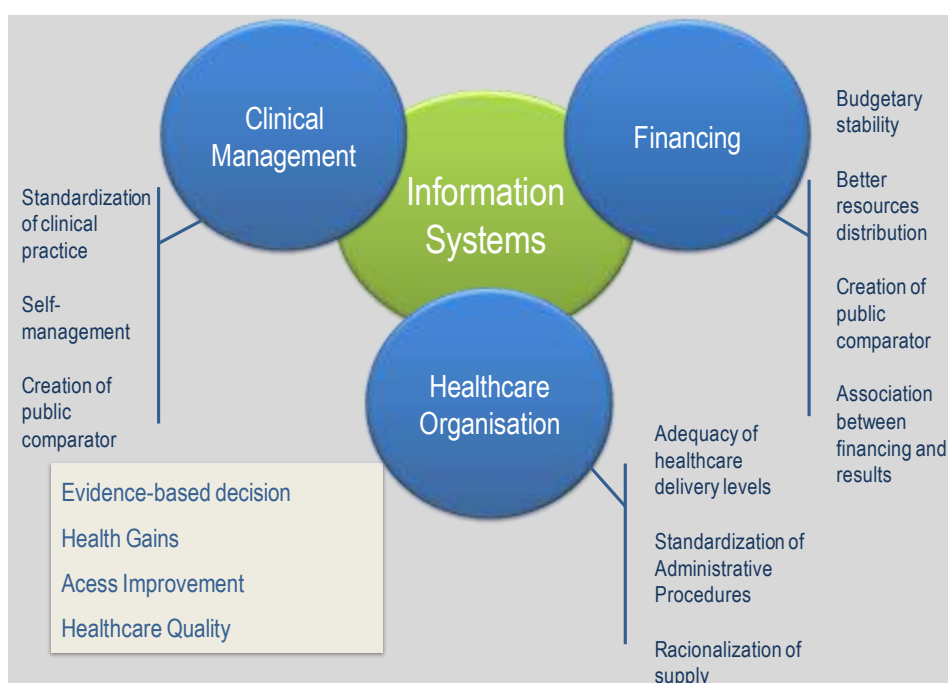 Clinical
Management
Information
Systems
Financing
Healthcare
Organisation
Standardization
of clinical
practice
Self-
management
Creation of
public
comparator
Budgetary
stability
Better
resources
distribution
Creation of
public
comparator
Association
between
financing and
results
Adequacy of
healthcare
delivery levels
Standardization of
Administrative
Procedures
Racionalization of
supply
Evidence-based decision
Health Gains
Acess Improvement
Healthcare Quality